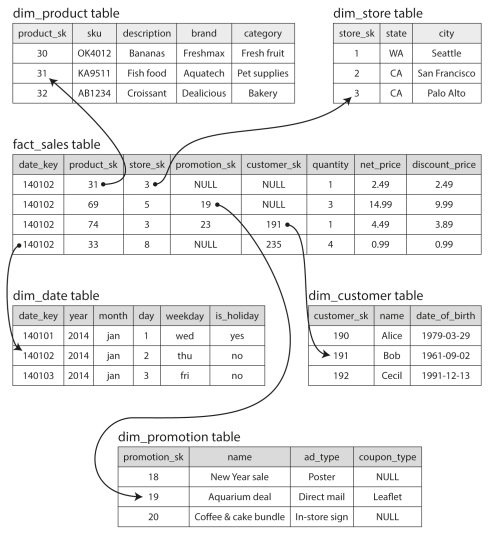 dim_product table
product_sk sku description brand category
30 OK4012 Bananas Freshmax Fresh fruit
31 KA9511 Fish food Aquatech Pet supplies
32 AB1234 Croissant Dealicious Bakery
dim_store table
store_sk state city
1 WA Seattle
2 CA San Francisco
3 CA Palo Alto
fact_sales table
date_key product_sk store_sk promotion_sk customer_sk quantity net_price discount_price
140102 31 3 NULL NULL 1 2.49 2.49
140102 69 5 19 NULL 3 14.99 9.99
140102 74 3 23 191 1 4.49 3.89
140102 33 8 NULL 235 4 0.99 0.99
dim_date table
date_key year month day weekday is_holiday
140101 2014 jan 1 wed yes
140102 2014 jan 2 thu no
140103 2014 jan 3 fri no
dim_customer table
customer_sk name date_of_birth
190 Alice 1979-03-29
191 Bob 1961-09-02
192 Cecil 1991-12-13
dim_promotion table
promotion_sk name ad_type coupon_type
18 New Year sale Poster NULL
19 Aquarium deal Direct mail Leaflet
20 Coffee & cake bundle In-store sign NULL